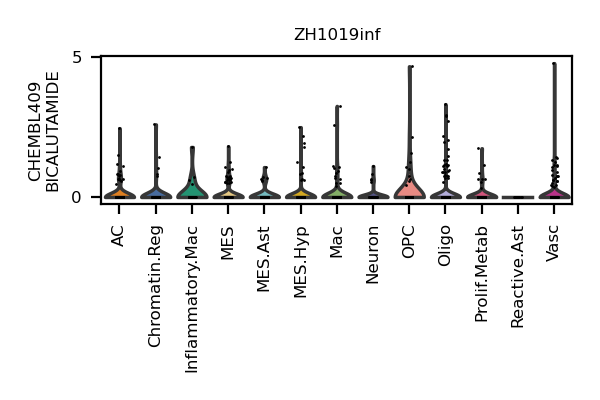 ZH1019inf
CHEMBL409
BICALUTAMIDE
5
0
AC
Chromatin.Reg
Inflammatory.Mac
MES
MES.Ast
MES.Hyp
Mac
Neuron
OPC
Oligo
Prolif.Metab
Reactive.Ast
Vasc